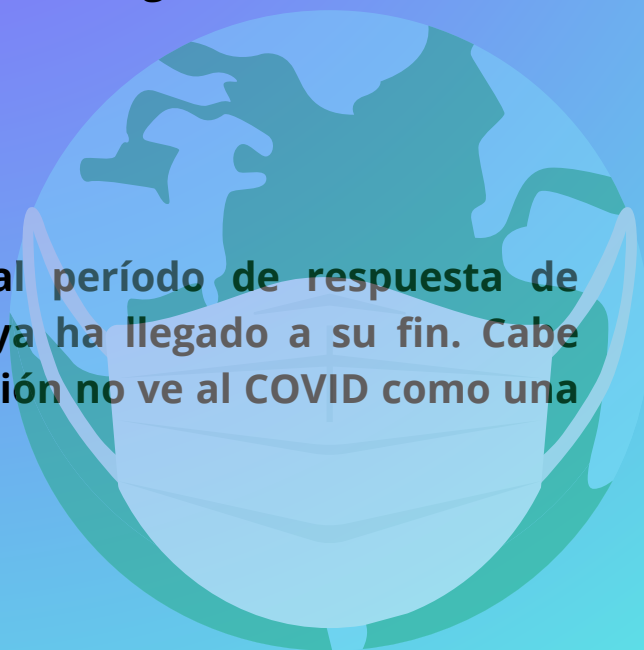 al período de respuesta de
ya ha llegado a su fin. Cabe
ión no ve al COVID como una